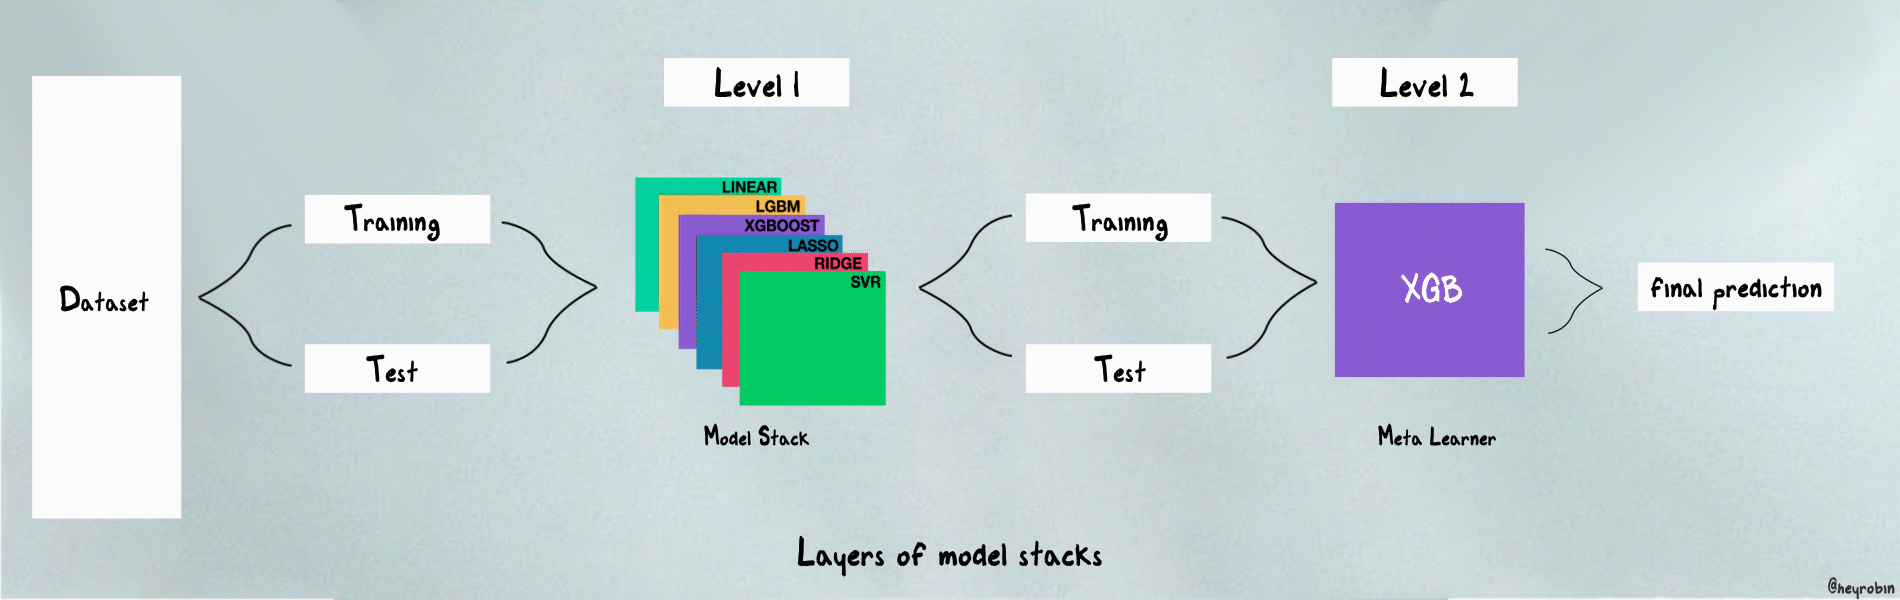 Level 1
Level 2
Dataset
Training
Test
LINEAR
LGBM
XGBOOST
LASSO
RIDGE
SVR
Model Stack
Training
Test
XGB
Meta Learner
final prediction
Layers of model stacks
@heyrobin